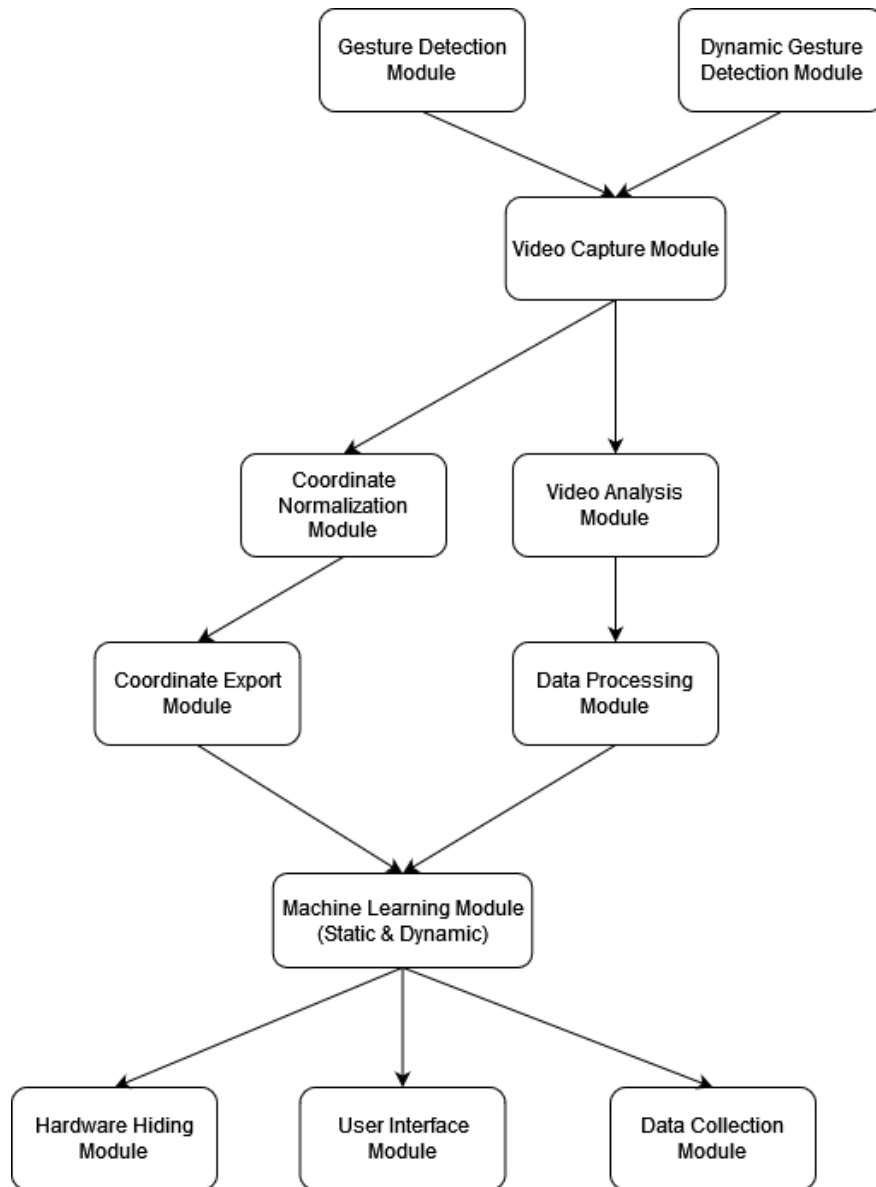 Gesture Detection
Module
Dynamic Gesture
Detection Module
Video Capture Module
Coordinate
Normalization
Module
Video Analysis
Module
Coordinate Export
Module
Data Processing
Module
Machine Learning Module
(Static & Dynamic)
Hardware Hiding
Module
User Interface
Module
Data Collection
Module